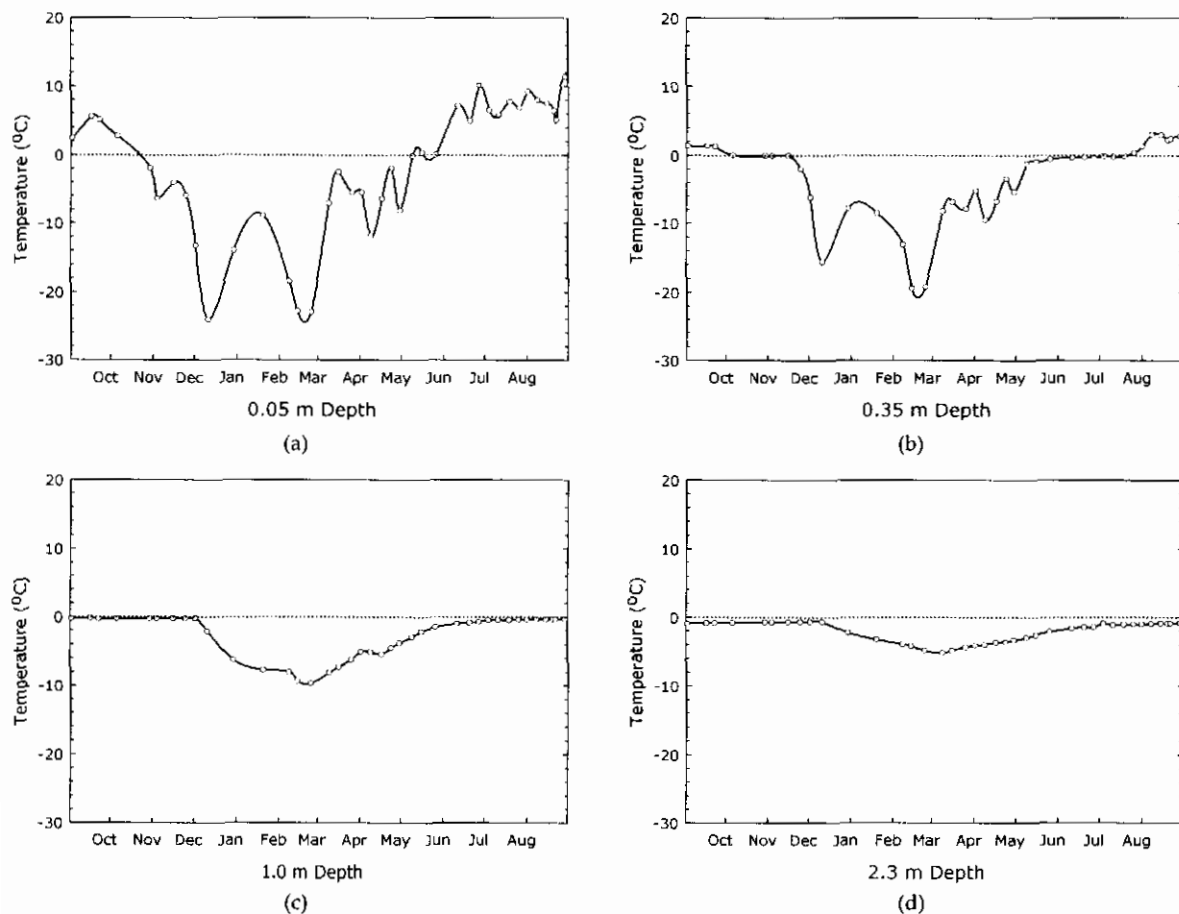 20
10
0
-10
-20
-30
Temperature (⁰C)
Oct Nov Dec Jan Feb Mar Apr May Jun Jul Aug
0.05 m Depth
(a)
20
10
0
-10
-20
-30
Temperature (⁰C)
Oct Nov Dec Jan Feb Mar Apr May Jun Jul Aug
0.35 m Depth
(b)
20
10
0
-10
-20
-30
Temperature (⁰C)
Oct Nov Dec Jan Feb Mar Apr May Jun Jul Aug
1.0 m Depth
(c)
20
10
0
-10
-20
-30
Temperature (⁰C)
Oct Nov Dec Jan Feb Mar Apr May Jun Jul Aug
2.3 m Depth
(d)